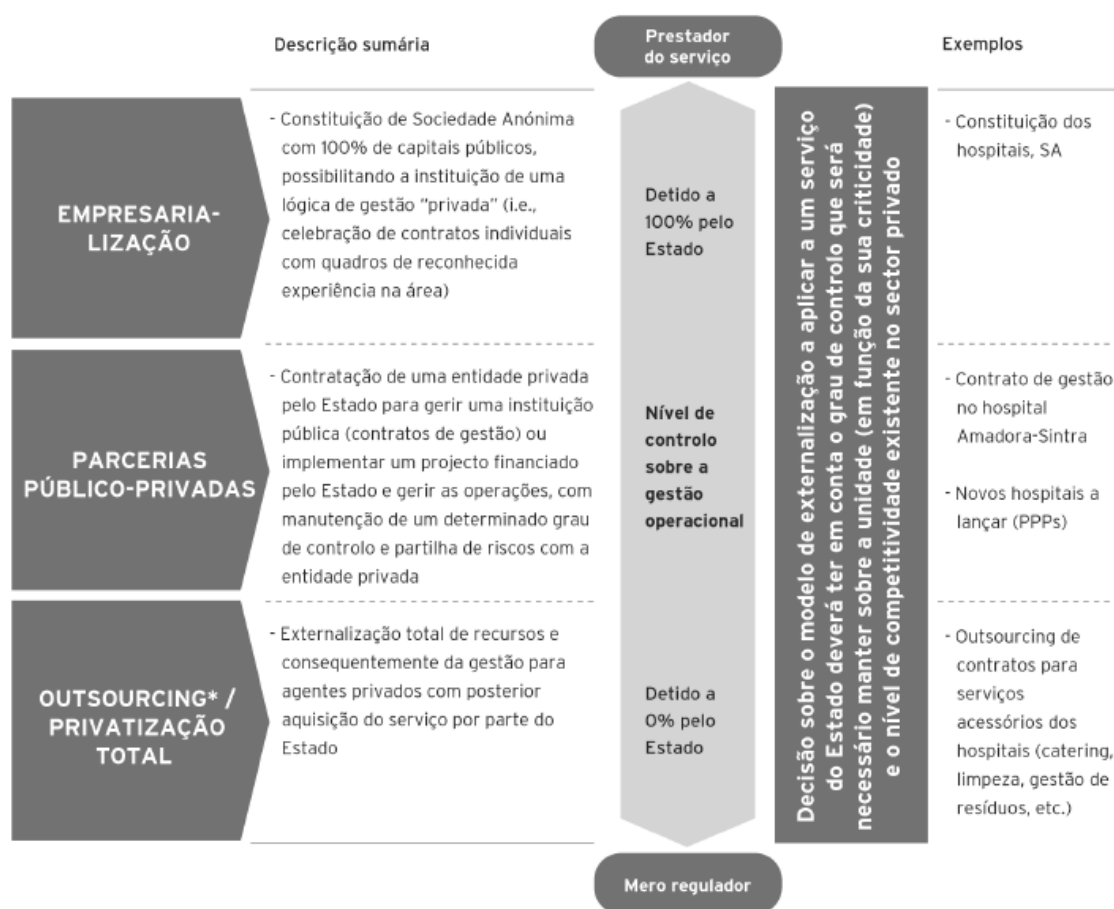 Descrição sumária
Prestador
do serviço
Exemplos
EMPRESARIA-
LIZAÇÃO
- Constituição de Sociedade Anónima
com 100% de capitais públicos,
possibilitando a instituição de uma
lógica de gestão "privada" (i.e.,
celebração de contratos individuais
com quadros de reconhecida
experiência na área)
Detido a
100% pelo
Estado
- Constituição dos
hospitais, SA
PARCERIAS
PÚBLICO-PRIVADAS
- Contratação de uma entidade privada
pelo Estado para gerir uma instituição
pública (contratos de gestão) ou
implementar um projecto financiado
pelo Estado e gerir as operações, com
manutenção de um determinado grau
de controlo e partilha de riscos com a
entidade privada
Nível de
controlo
sobre a
gestão
operacional
- Contrato de gestão
no hospital
Amadora-Sintra
- Novos hospitais a
lançar (PPPs)
OUTSOURCING* /
PRIVATIZAÇÃO
TOTAL
- Externalização total de recursos e
consequentemente da gestão para
agentes privados com posterior
aquisição do serviço por parte do
Estado
Detido a
0% pelo
Estado
- Outsourcing de
contratos para
serviços
acessórios dos
hospitais (catering,
limpeza, gestão de
resíduos, etc.)
Decisão sobre o modelo de externalização a aplicar a um serviço
do Estado deverá ter em conta o grau de controlo que será
necessário manter sobre a unidade (em função da sua criticidade)
e o nível de competitividade existente no sector privado
Mero regulador